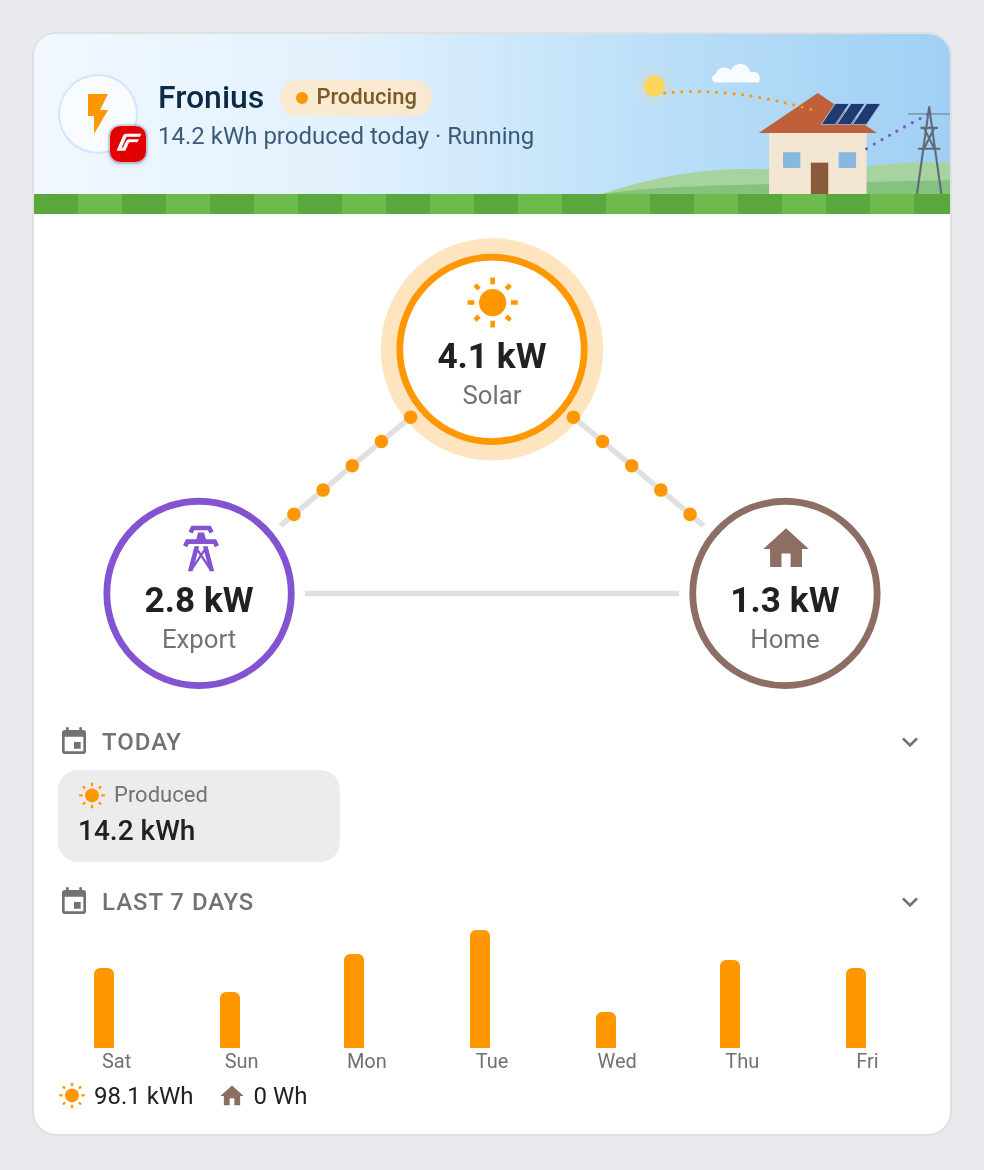 Fronius
Producing
14.2 kWh produced today · Running
4.1 kW
Solar
2.8 kW
Export
1.3 kW
Home
TODAY
Produced
14.2 kWh
LAST 7 DAYS
Sat Sun Mon Tue Wed Thu Fri
98.1 kWh 0 Wh